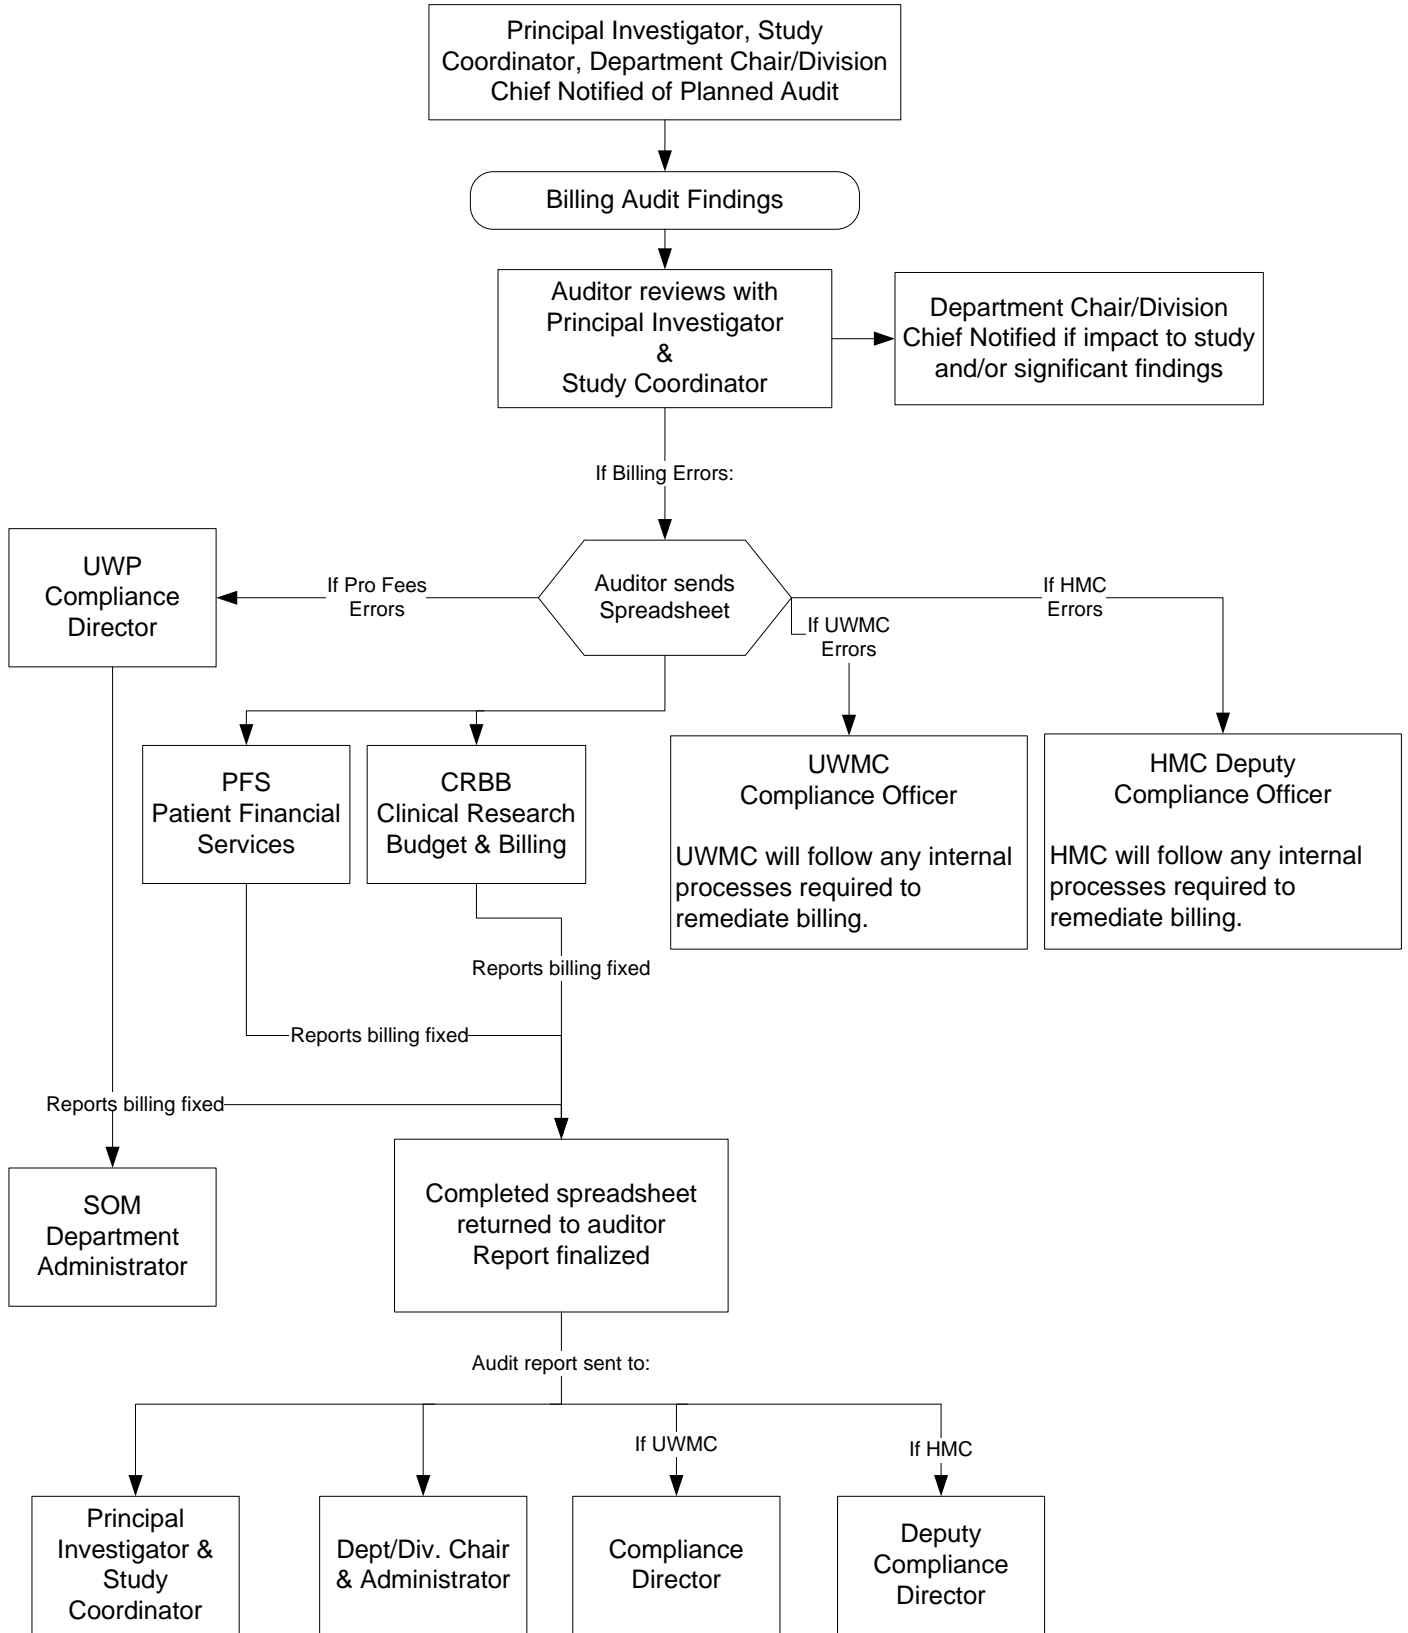 Principal Investigator, Study
Coordinator, Department Chair/Division
Chief Notified of Planned Audit
Billing Audit Findings
Auditor reviews with
Principal Investigator
&
Study Coordinator
Department Chair/Division
Chief Notified if impact to study
and/or significant findings
If Billing Errors:
UWP
Compliance
Director
If Pro Fees
Errors
Auditor sends
Spreadsheet
If UWMC
Errors
If HMC
Errors
PFS
Patient Financial
Services
CRBB
Clinical Research
Budget & Billing
UWMC
Compliance Officer
UWMC will follow any internal
processes required to
remediate billing.
HMC Deputy
Compliance Officer
HMC will follow any internal
processes required to
remediate billing.
Reports billing fixed
Reports billing fixed
Reports billing fixed
SOM
Department
Administrator
Completed spreadsheet
returned to auditor
Report finalized
Audit report sent to:
If UWMC
If HMC
Principal
Investigator &
Study
Coordinator
Dept/Div. Chair
& Administrator
Compliance
Director
Deputy
Compliance
Director